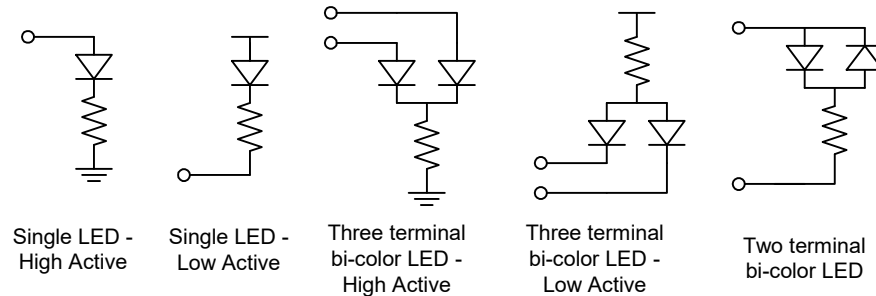 Single LED -
High Active
Single LED -
Low Active
Three terminal
bi-color LED -
High Active
Three terminal
bi-color LED -
Low Active
Two terminal
bi-color LED